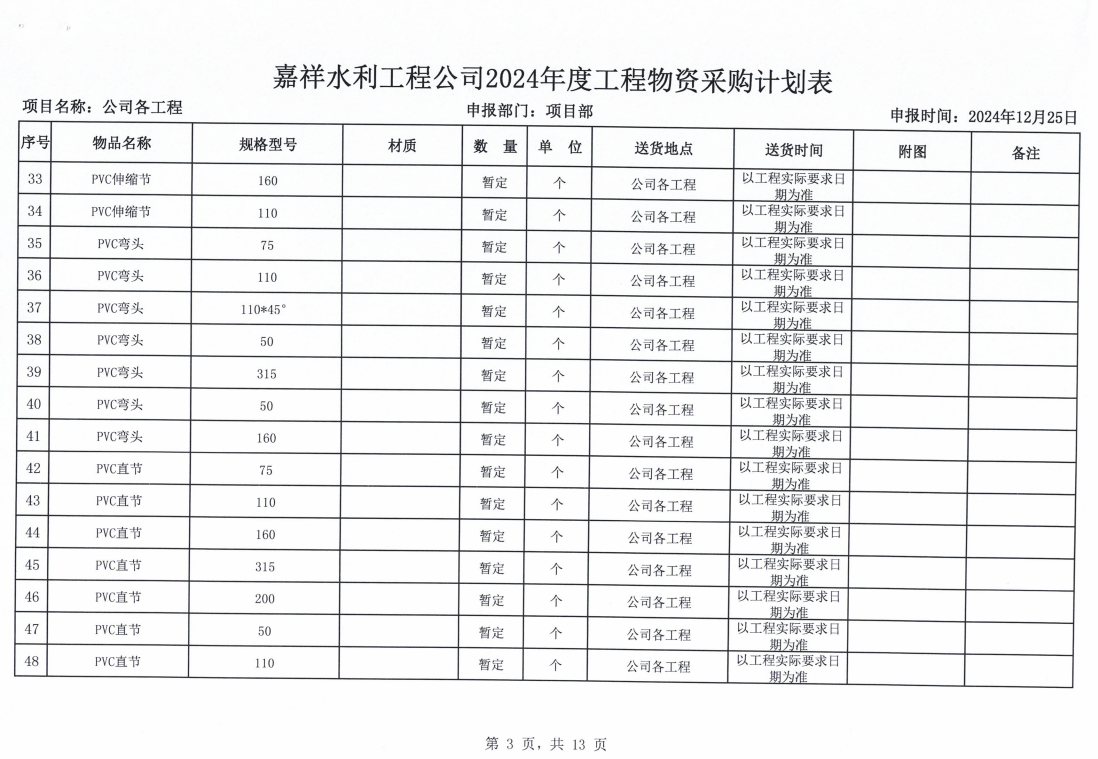 嘉祥水利工程公司2024年度工程物资采购计划表
项目名称：公司各工程 申报部门：项目部 申报时间：2024年12月25日
序号 物品名称 规格型号 材质 数 量 单 位 送货地点 送货时间 附图 备注
33 PVC伸缩节 160 暂定 个 公司各工程 以工程实际要求日
期为准
34 PVC伸缩节 110 暂定 个 公司各工程 以工程实际要求日
期为准
35 PVC弯头 75 暂定 个 公司各工程 以工程实际要求日
期为准
36 PVC弯头 110 暂定 个 公司各工程 以工程实际要求日
期为准
37 PVC弯头 110*45° 暂定 个 公司各工程 以工程实际要求日
期为准
38 PVC弯头 50 暂定 个 公司各工程 以工程实际要求日
期为准
39 PVC弯头 315 暂定 个 公司各工程 以工程实际要求日
期为准
40 PVC弯头 50 暂定 个 公司各工程 以工程实际要求日
期为准
41 PVC弯头 160 暂定 个 公司各工程 以工程实际要求日
期为准
42 PVC直节 75 暂定 个 公司各工程 以工程实际要求日
期为准
43 PVC直节 110 暂定 个 公司各工程 以工程实际要求日
期为准
44 PVC直节 160 暂定 个 公司各工程 以工程实际要求日
期为准
45 PVC直节 315 暂定 个 公司各工程 以工程实际要求日
期为准
46 PVC直节 200 暂定 个 公司各工程 以工程实际要求日
期为准
47 PVC直节 50 暂定 个 公司各工程 以工程实际要求日
期为准
48 PVC直节 110 暂定 个 公司各工程 以工程实际要求日
期为准
第 3 页，共 13 页